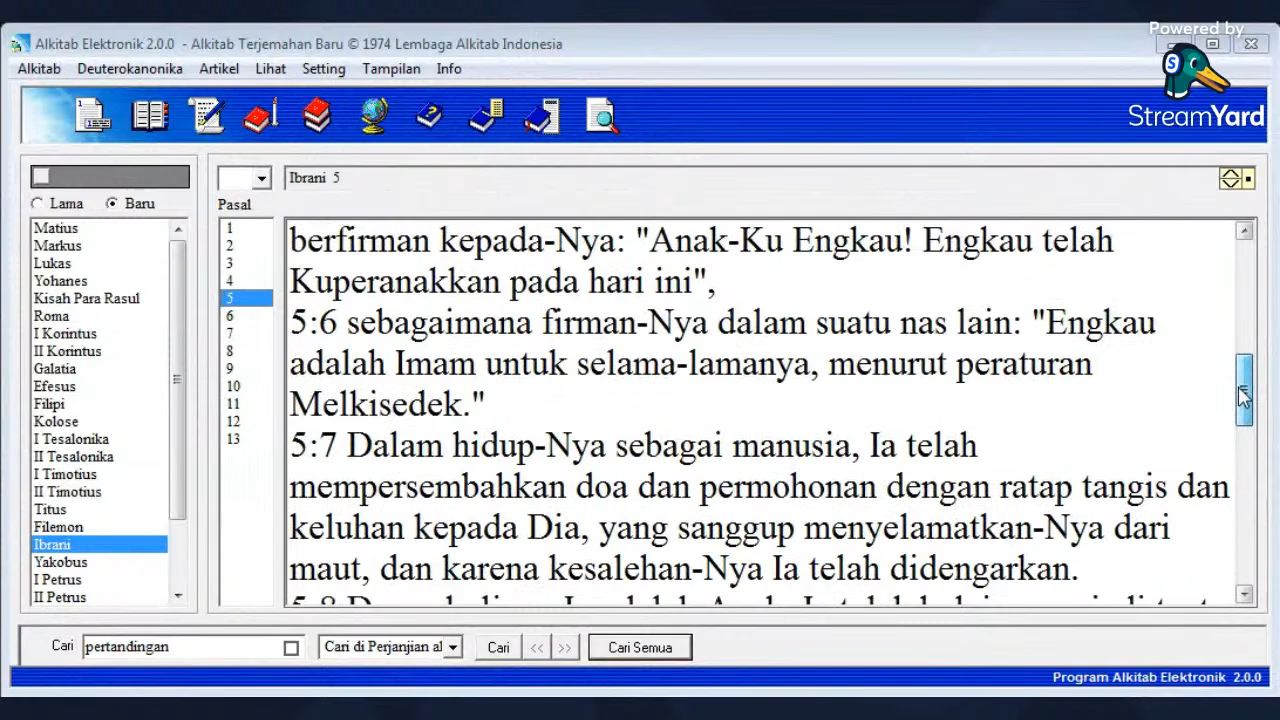 Powered by
StreamYard
Alkitab Elektronik 2.0.0 - Alkitab Terjemahan Baru © 1974 Lembaga Alkitab Indonesia
Alkitab Deuterokanonika Artikel Lihat Setting Tampilan Info
Ibrani 5
Lama Baru
Pasal
Matius
Markus
Lukas
Yohanes
Kisah Para Rasul
Roma
I Korintus
II Korintus
Galatia
Efesus
Filipi
Kolose
I Tesalonika
II Tesalonika
I Timotius
II Timotius
Titus
Filemon
Ibrani
Yakobus
I Petrus
II Petrus
1
2
3
4
5
6
7
8
9
10
11
12
13
berfirman kepada-Nya: "Anak-Ku Engkau! Engkau telah
Kuperanakkan pada hari ini",
5:6 sebagaimana firman-Nya dalam suatu nas lain: "Engkau
adalah Imam untuk selama-lamanya, menurut peraturan
Melkisedek."
5:7 Dalam hidup-Nya sebagai manusia, Ia telah
mempersembahkan doa dan permohonan dengan ratap tangis dan
keluhan kepada Dia, yang sanggup menyelamatkan-Nya dari
maut, dan karena kesalehan-Nya Ia telah didengarkan.
Cari pertandingan Cari di Perjanjian al Cari << >> Cari Semua
Program Alkitab Elektronik 2.0.0